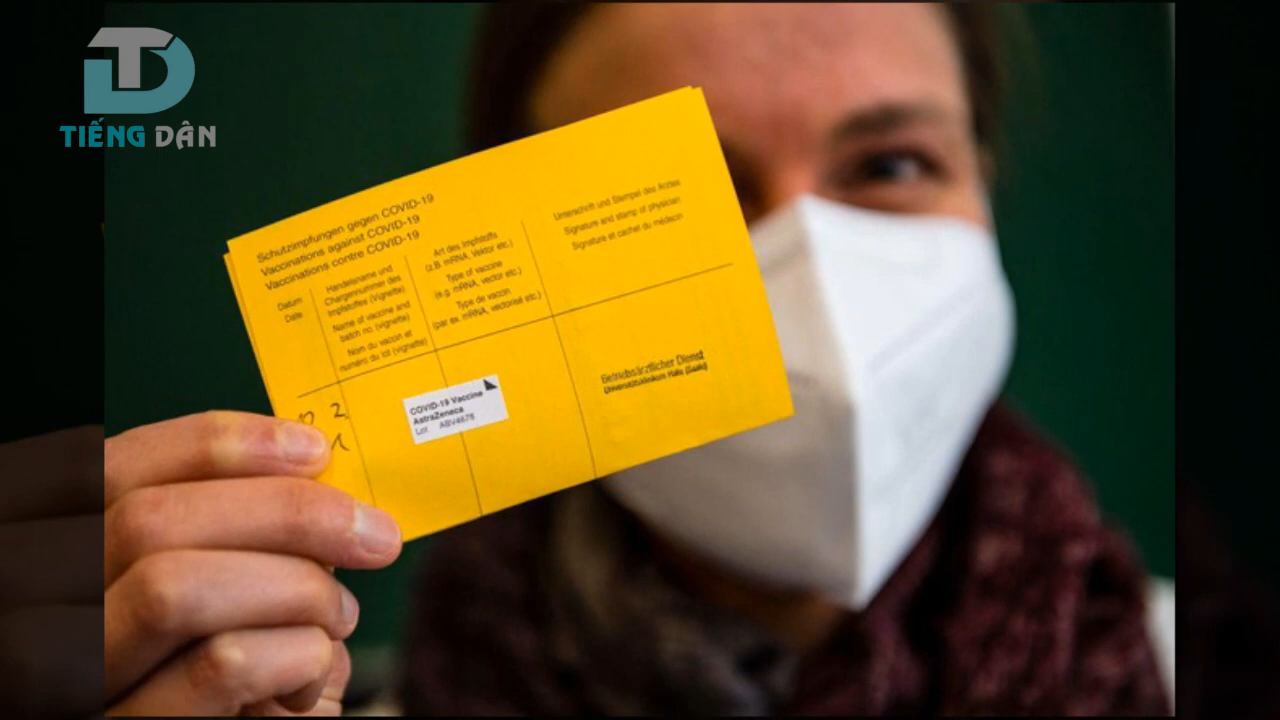 TIẾNG DÂN
Schutzimpfungen gegen COVID-19
Vaccinations against COVID-19
Vaccinations contre COVID-19
Datum
Date
Handelsname und
Chargennummer des
Impfstoffes (Vignette)
Name of vaccine and
batch no. (vignette)
Nom du vaccin et
numéro du lot (vignette)
Art des Impfstoffs
(z.B. mRNA, Vektor etc.)
Type of vaccine
(e.g. mRNA, vector etc.)
Type de vaccin
(par ex. mRNA, vectoriel etc.)
Unterschrift und Stempel des Arztes
Signature and stamp of physician
Signature et cachet du médecin
COVID-19 Vaccine
AstraZeneca
Lot ABV4678
Betriebsärztlicher Dienst
Universitätsklinikum Halle (Saale)